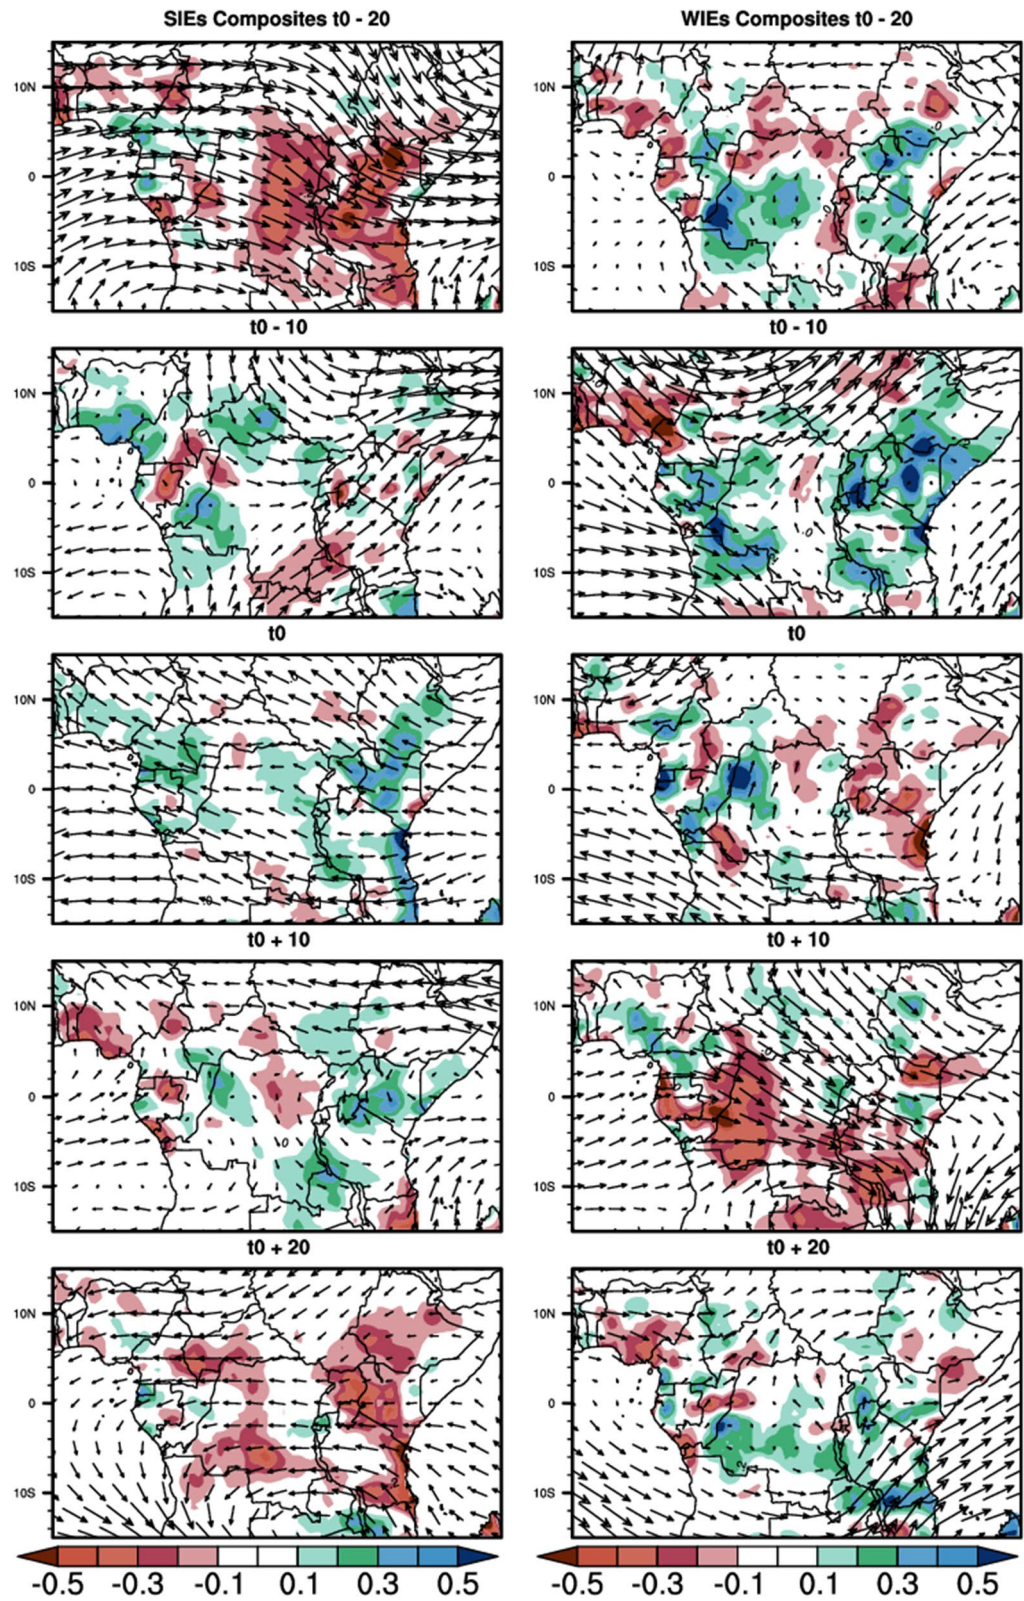 SIEs Composites t0 - 20 WIEs Composites t0 - 20
10N 10N
0 0
10S 10S
t0 - 10 t0 - 10
10N 10N
0 0
10S 10S
t0 t0
10N 10N
0 0
10S 10S
t0 + 10 t0 + 10
10N 10N
0 0
10S 10S
t0 + 20 t0 + 20
10N 10N
0 0
10S 10S
-0.5 -0.3 -0.1 0.1 0.3 0.5 -0.5 -0.3 -0.1 0.1 0.3 0.5